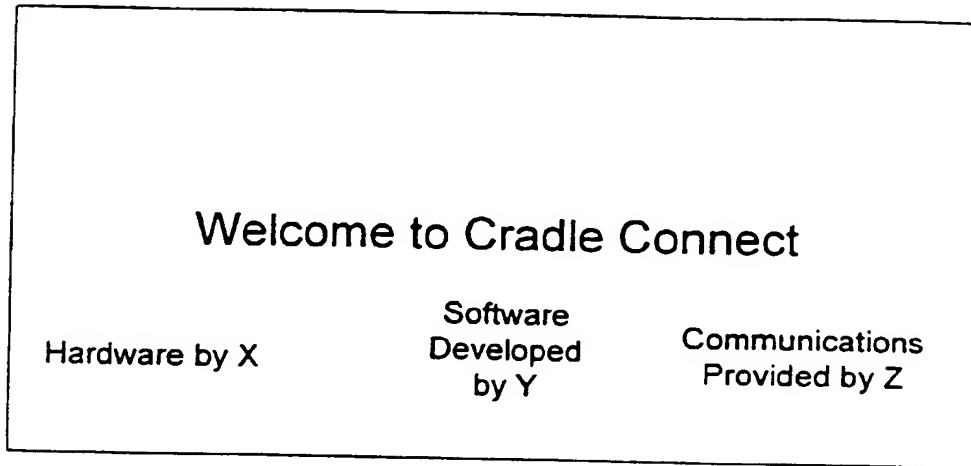 Welcome to Cradle Connect
Hardware by X
Software
Developed
by Y
Communications
Provided by Z